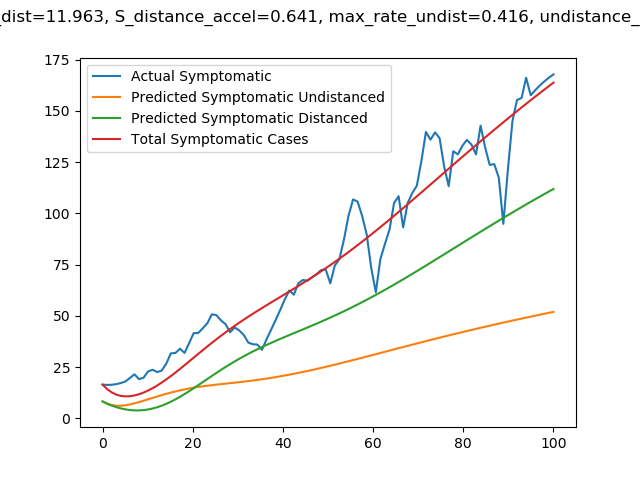 _dist=11.963, S_distance_accel=0.641, max_rate_undist=0.416, undistance_
175
150
125
100
75
50
25
0
Actual Symptomatic
Predicted Symptomatic Undistanced
Predicted Symptomatic Distanced
Total Symptomatic Cases
0 20 40 60 80 100